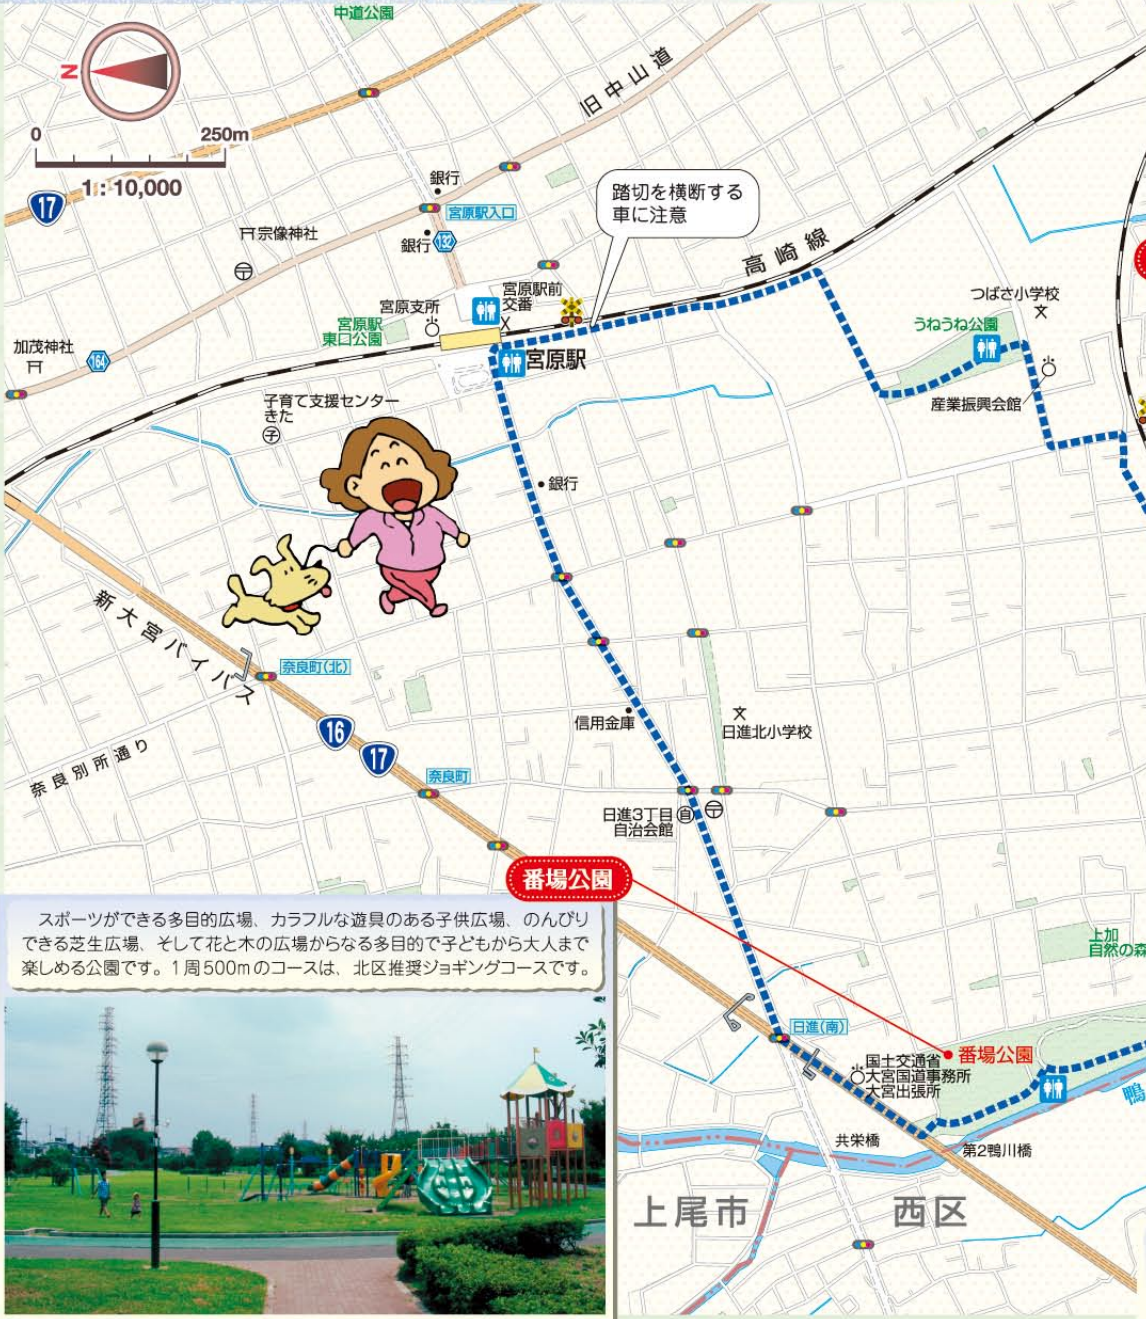 中道公園
N
0 250m
1：10,000
旧中山道
17
銀行
宮原駅入口
踏切を横断する
車に注意
宗像神社
銀行
132
高崎線
宮原駅前
交番
宮原支所
つばさ小学校
文
宮原駅
東口公園
うねうね公園
加茂神社
164
宮原駅
産業振興会館
子育て支援センター
きた
子
銀行
新大宮バイパス
奈良町(北)
16
17
信用金庫
文
日進北小学校
奈良別所通り
奈良町
日進3丁目
自治会館
自
番場公園
スポーツができる多目的広場、カラフルな遊具のある子供広場、のんびり
できる芝生広場、そして花と木の広場からなる多目的で子どもから大人まで
楽しめる公園です。1周500mのコースは、北区推奨ジョギングコースです。
上加
自然の森
日進(南)
番場公園
国土交通省
大宮国道事務所
大宮出張所
鴨
共栄橋
第2鴨川橋
上尾市
西区